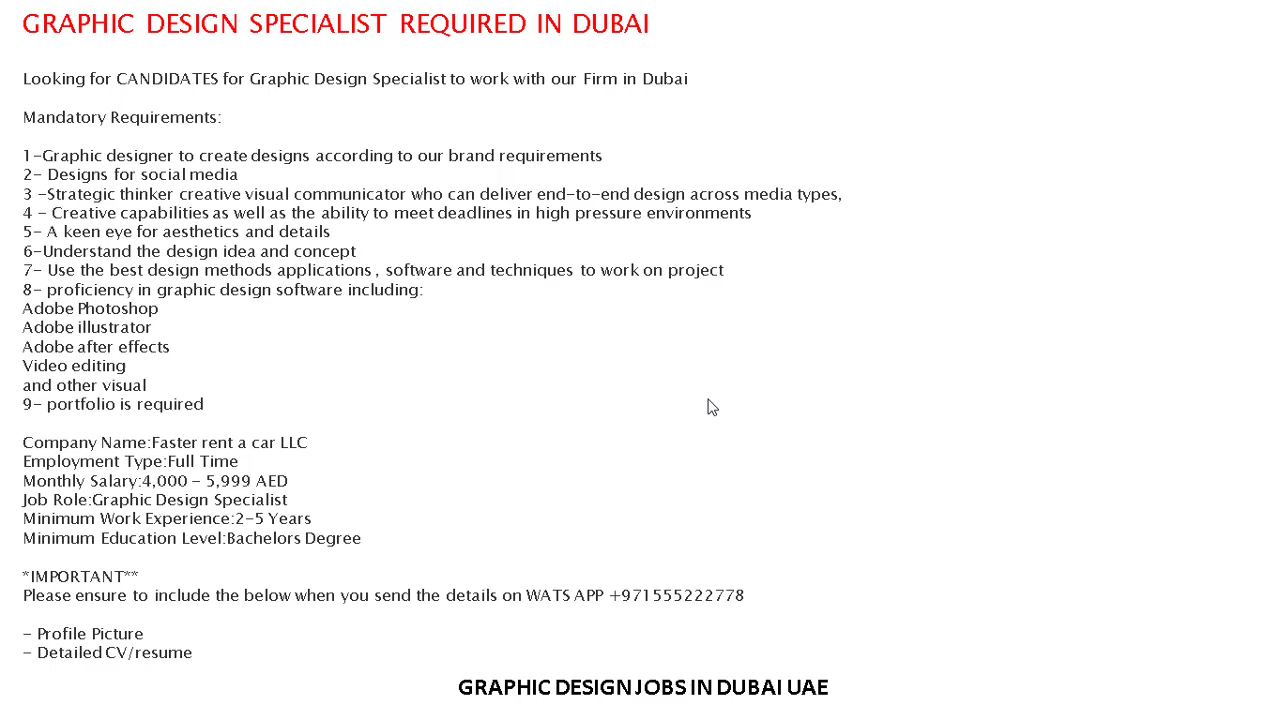 GRAPHIC DESIGN SPECIALIST REQUIRED IN DUBAI
Looking for CANDIDATES for Graphic Design Specialist to work with our Firm in Dubai
Mandatory Requirements:
1-Graphic designer to create designs according to our brand requirements
2- Designs for social media
3 -Strategic thinker creative visual communicator who can deliver end-to-end design across media types,
4 - Creative capabilities as well as the ability to meet deadlines in high pressure environments
5- A keen eye for aesthetics and details
6-Understand the design idea and concept
7- Use the best design methods applications , software and techniques to work on project
8- proficiency in graphic design software including:
Adobe Photoshop
Adobe illustrator
Adobe after effects
Video editing
and other visual
9- portfolio is required
Company Name:Faster rent a car LLC
Employment Type:Full Time
Monthly Salary:4,000 - 5,999 AED
Job Role:Graphic Design Specialist
Minimum Work Experience:2-5 Years
Minimum Education Level:Bachelors Degree
*IMPORTANT**
Please ensure to include the below when you send the details on WATS APP +971555222778
- Profile Picture
- Detailed CV/resume
GRAPHIC DESIGN JOBS IN DUBAI UAE